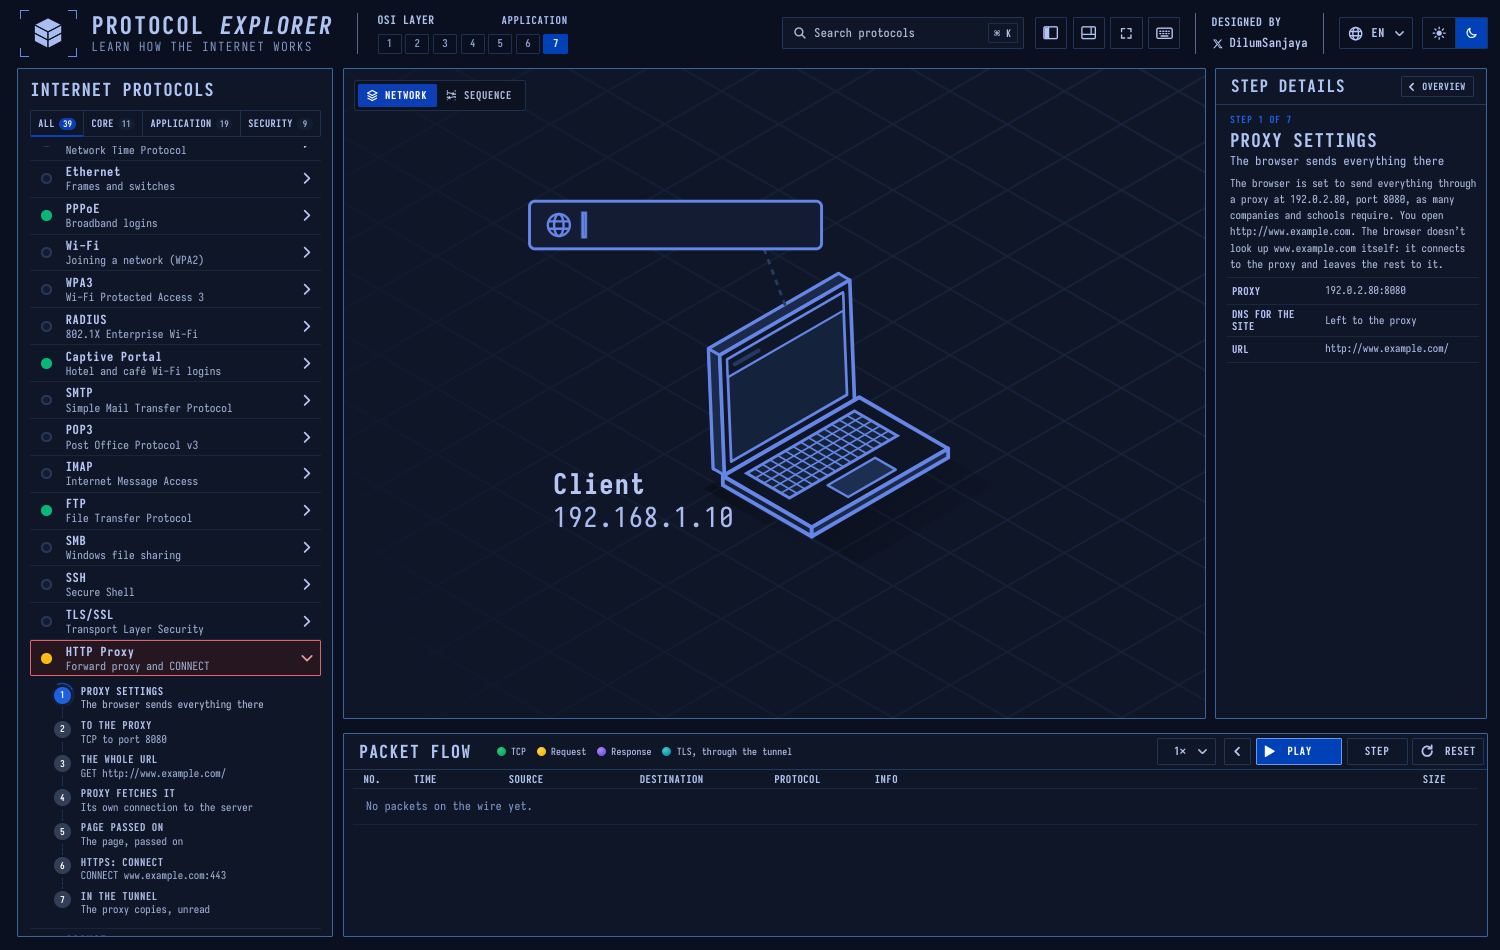 PROTOCOL EXPLORER
LEARN HOW THE INTERNET WORKS
OSI LAYER APPLICATION
1 2 3 4 5 6 7
Search protocols ⌘ K
DESIGNED BY
DilumSanjaya
EN
INTERNET PROTOCOLS
ALL 39 CORE 11 APPLICATION 19 SECURITY 9
Network Time Protocol
Ethernet
Frames and switches
PPPoE
Broadband logins
Wi-Fi
Joining a network (WPA2)
WPA3
Wi-Fi Protected Access 3
RADIUS
802.1X Enterprise Wi-Fi
Captive Portal
Hotel and café Wi-Fi logins
SMTP
Simple Mail Transfer Protocol
POP3
Post Office Protocol v3
IMAP
Internet Message Access
FTP
File Transfer Protocol
SMB
Windows file sharing
SSH
Secure Shell
TLS/SSL
Transport Layer Security
HTTP Proxy
Forward proxy and CONNECT
1 PROXY SETTINGS
The browser sends everything there
2 TO THE PROXY
TCP to port 8080
3 THE WHOLE URL
GET http://www.example.com/
4 PROXY FETCHES IT
Its own connection to the server
5 PAGE PASSED ON
The page, passed on
6 HTTPS: CONNECT
CONNECT www.example.com:443
7 IN THE TUNNEL
The proxy copies, unread
NETWORK SEQUENCE
Client
192.168.1.10
STEP DETAILS OVERVIEW
STEP 1 OF 7
PROXY SETTINGS
The browser sends everything there
The browser is set to send everything through
a proxy at 192.0.2.80, port 8080, as many
companies and schools require. You open
http://www.example.com. The browser doesn't
look up www.example.com itself: it connects
to the proxy and leaves the rest to it.
PROXY 192.0.2.80:8080
DNS FOR THE
SITE Left to the proxy
URL http://www.example.com/
PACKET FLOW TCP Request Response TLS, through the tunnel 1× PLAY STEP RESET
NO. TIME SOURCE DESTINATION PROTOCOL INFO SIZE
No packets on the wire yet.